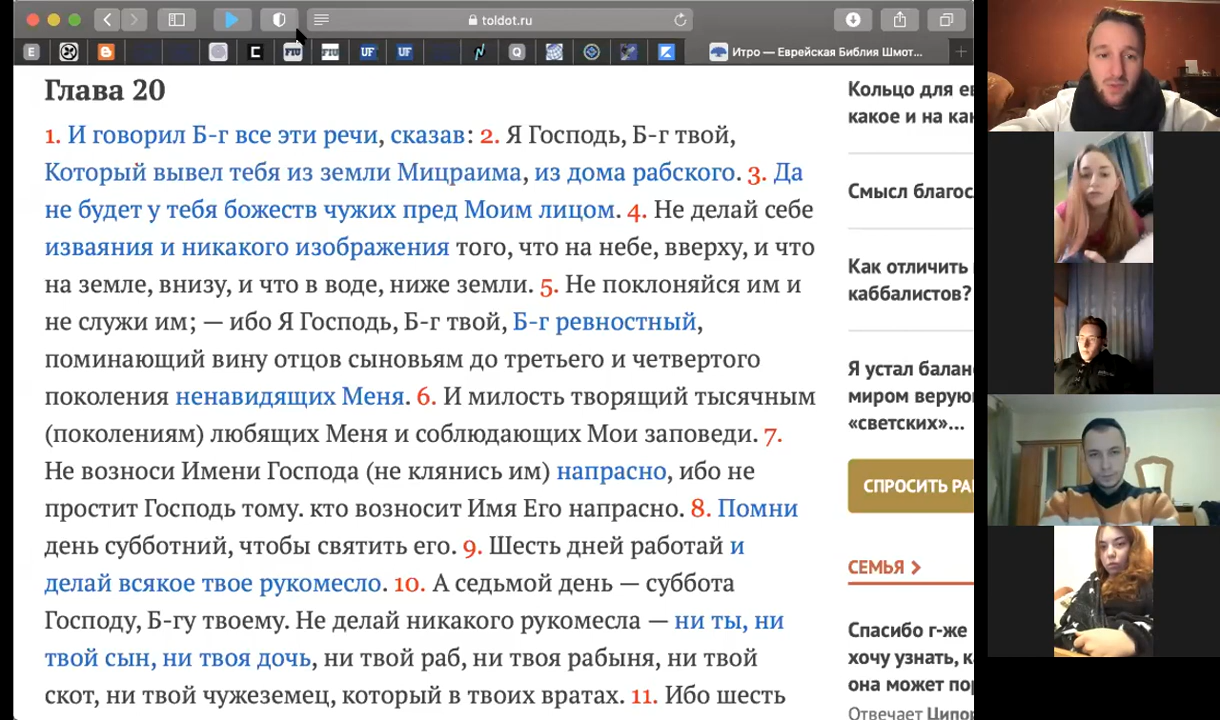 toldot.ru
E
C
FTU
FTU
UF
UF
Q
Итро — Еврейская Библия Шмот...
Глава 20
1. И говорил Б-г все эти речи, сказав: 2. Я Господь, Б-г твой,
Который вывел тебя из земли Мицраима, из дома рабского. 3. Да
не будет у тебя божеств чужих пред Моим лицом. 4. Не делай себе
изваяния и никакого изображения того, что на небе, вверху, и что
на земле, внизу, и что в воде, ниже земли. 5. Не поклоняйся им и
не служи им; — ибо Я Господь, Б-г твой, Б-г ревностный,
поминающий вину отцов сыновьям до третьего и четвертого
поколения ненавидящих Меня. 6. И милость творящий тысячным
(поколениям) любящих Меня и соблюдающих Мои заповеди. 7.
Не возноси Имени Господа (не клянись им) напрасно, ибо не
простит Господь тому. кто возносит Имя Его напрасно. 8. Помни
день субботний, чтобы святить его. 9. Шесть дней работай и
делай всякое твое рукомесло. 10. А седьмой день — суббота
Господу, Б-гу твоему. Не делай никакого рукомесла — ни ты, ни
твой сын, ни твоя дочь, ни твой раб, ни твоя рабыня, ни твой
скот, ни твой чужеземец, который в твоих вратах. 11. Ибо шесть
Кольцо для ев
какое и на как
Смысл благос
Как отличить
каббалистов?
Я устал балан
миром верую
«светских»...
СПРОСИТЬ РА
СЕМЬЯ
Спасибо г-же
хочу узнать, к
она может по
Отвечает Ципор